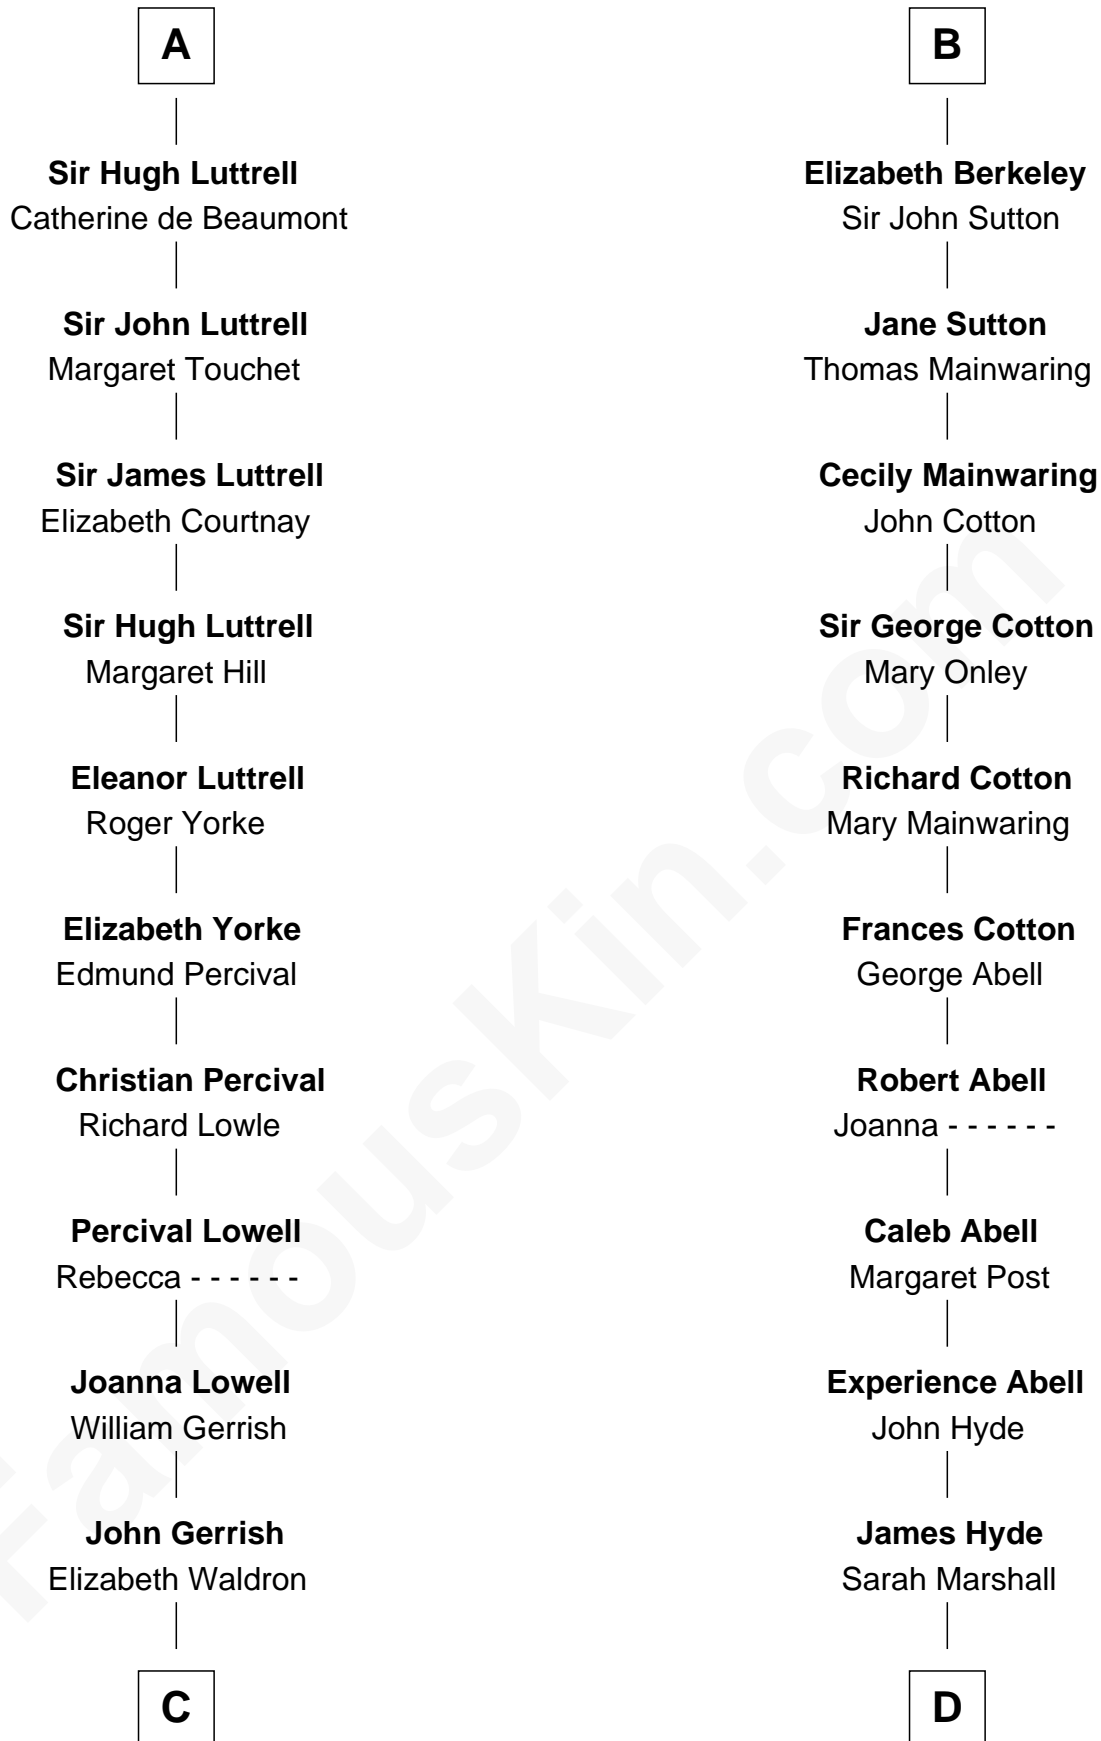 A
Sir Hugh Luttrell
Catherine de Beaumont
Sir John Luttrell
Margaret Touchet
Sir James Luttrell
Elizabeth Courtnay
Sir Hugh Luttrell
Margaret Hill
Eleanor Luttrell
Roger Yorke
Elizabeth Yorke
Edmund Percival
Christian Percival
Richard Lowle
Percival Lowell
Rebecca - - - - - -
Joanna Lowell
William Gerrish
John Gerrish
Elizabeth Waldron
C
B
Elizabeth Berkeley
Sir John Sutton
Jane Sutton
Thomas Mainwaring
Cecily Mainwaring
John Cotton
Sir George Cotton
Mary Onley
Richard Cotton
Mary Mainwaring
Frances Cotton
George Abell
Robert Abell
Joanna - - - - - -
Caleb Abell
Margaret Post
Experience Abell
John Hyde
James Hyde
Sarah Marshall
D
FamousKin.com